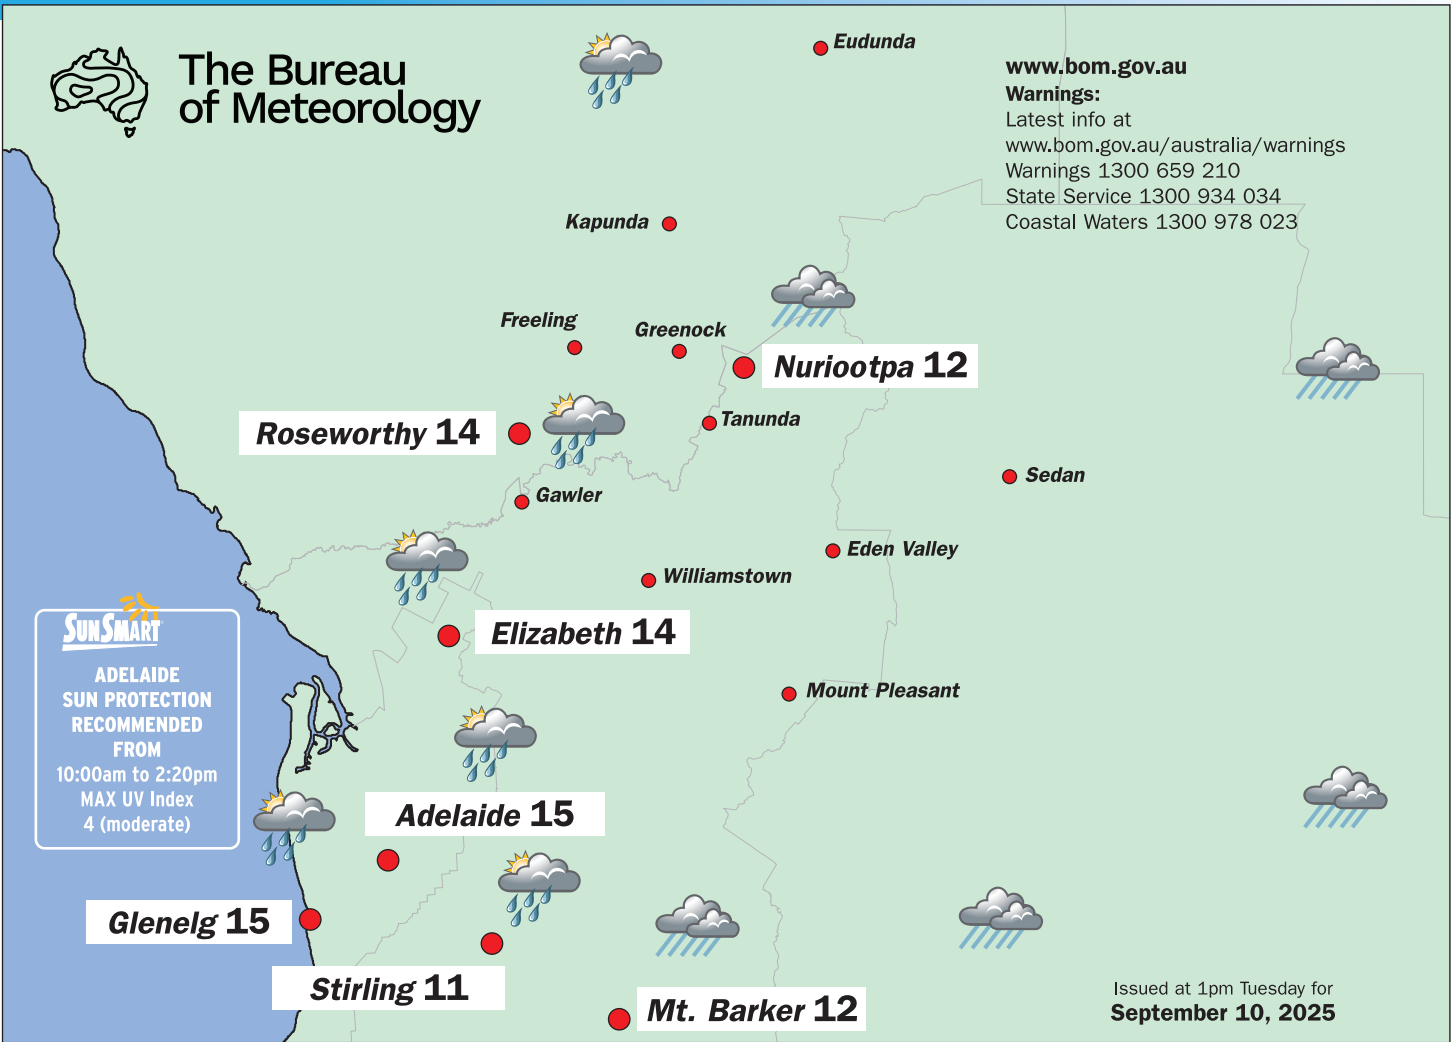 The Bureau
of Meteorology
Eudunda
www.bom.gov.au
Warnings:
Latest info at
www.bom.gov.au/australia/warnings
Warnings 1300 659 210
State Service 1300 934 034
Coastal Waters 1300 978 023
Kapunda
Freeling
Greenock
Nuriootpa 12
Roseworthy 14
Tanunda
Sedan
Gawler
Eden Valley
Williamstown
Elizabeth 14
SUNSMART
ADELAIDE
SUN PROTECTION
RECOMMENDED
FROM
10:00am to 2:20pm
MAX UV Index
4 (moderate)
Mount Pleasant
Adelaide 15
Glenelg 15
Stirling 11
Mt. Barker 12
Issued at 1pm Tuesday for
September 10, 2025